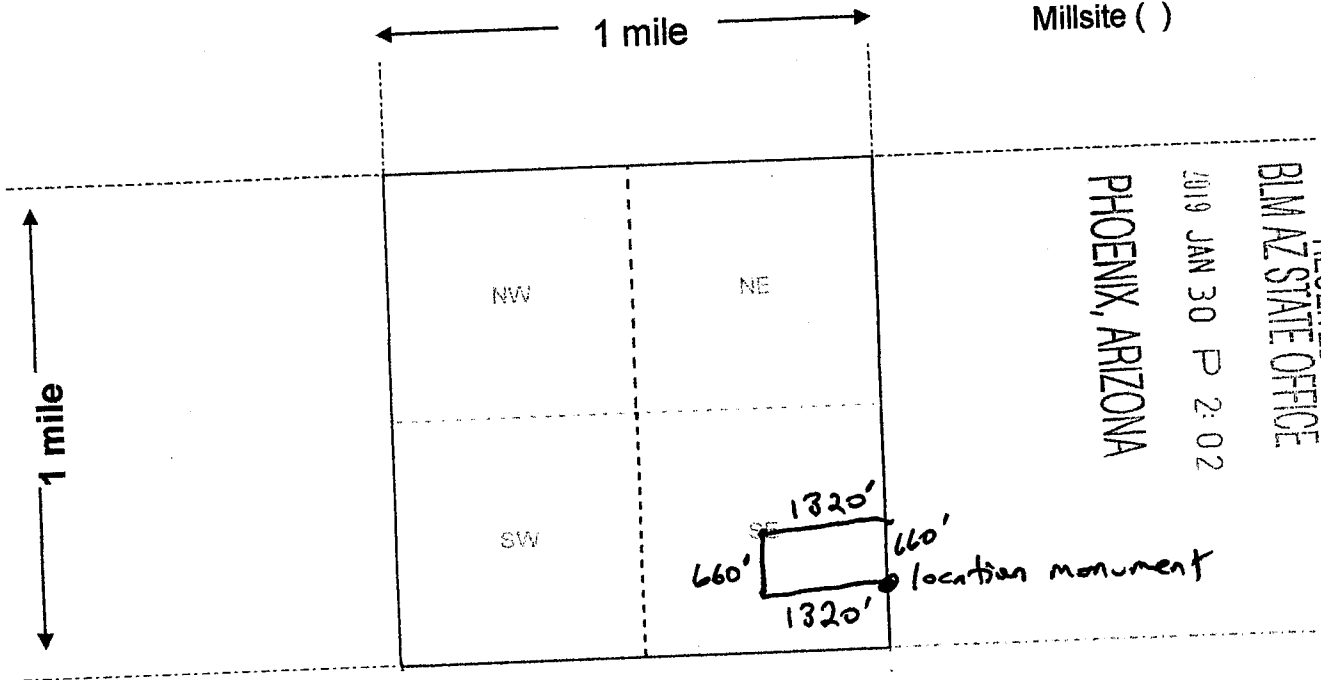 1 mile
Millsite ( )
1 mile
NW
NE
SW
SE
1320'
660'
660'
location monument
1320'
BLM AZ STATE OFFICE
2019 JAN 30 P 2:02
PHOENIX, ARIZONA